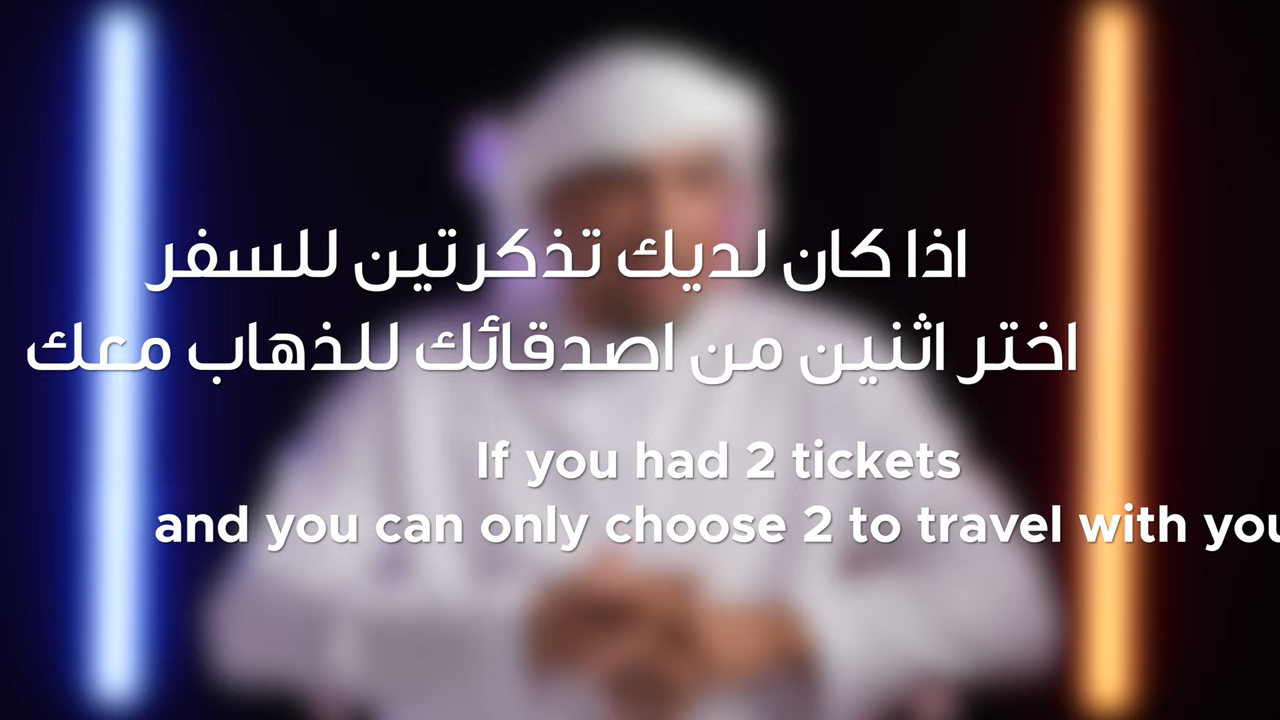 اذا كان لديك تذكرتين للسفر
اختر اثنين من اصدقائك للذهاب معك
If you had 2 tickets
and you can only choose 2 to travel with you